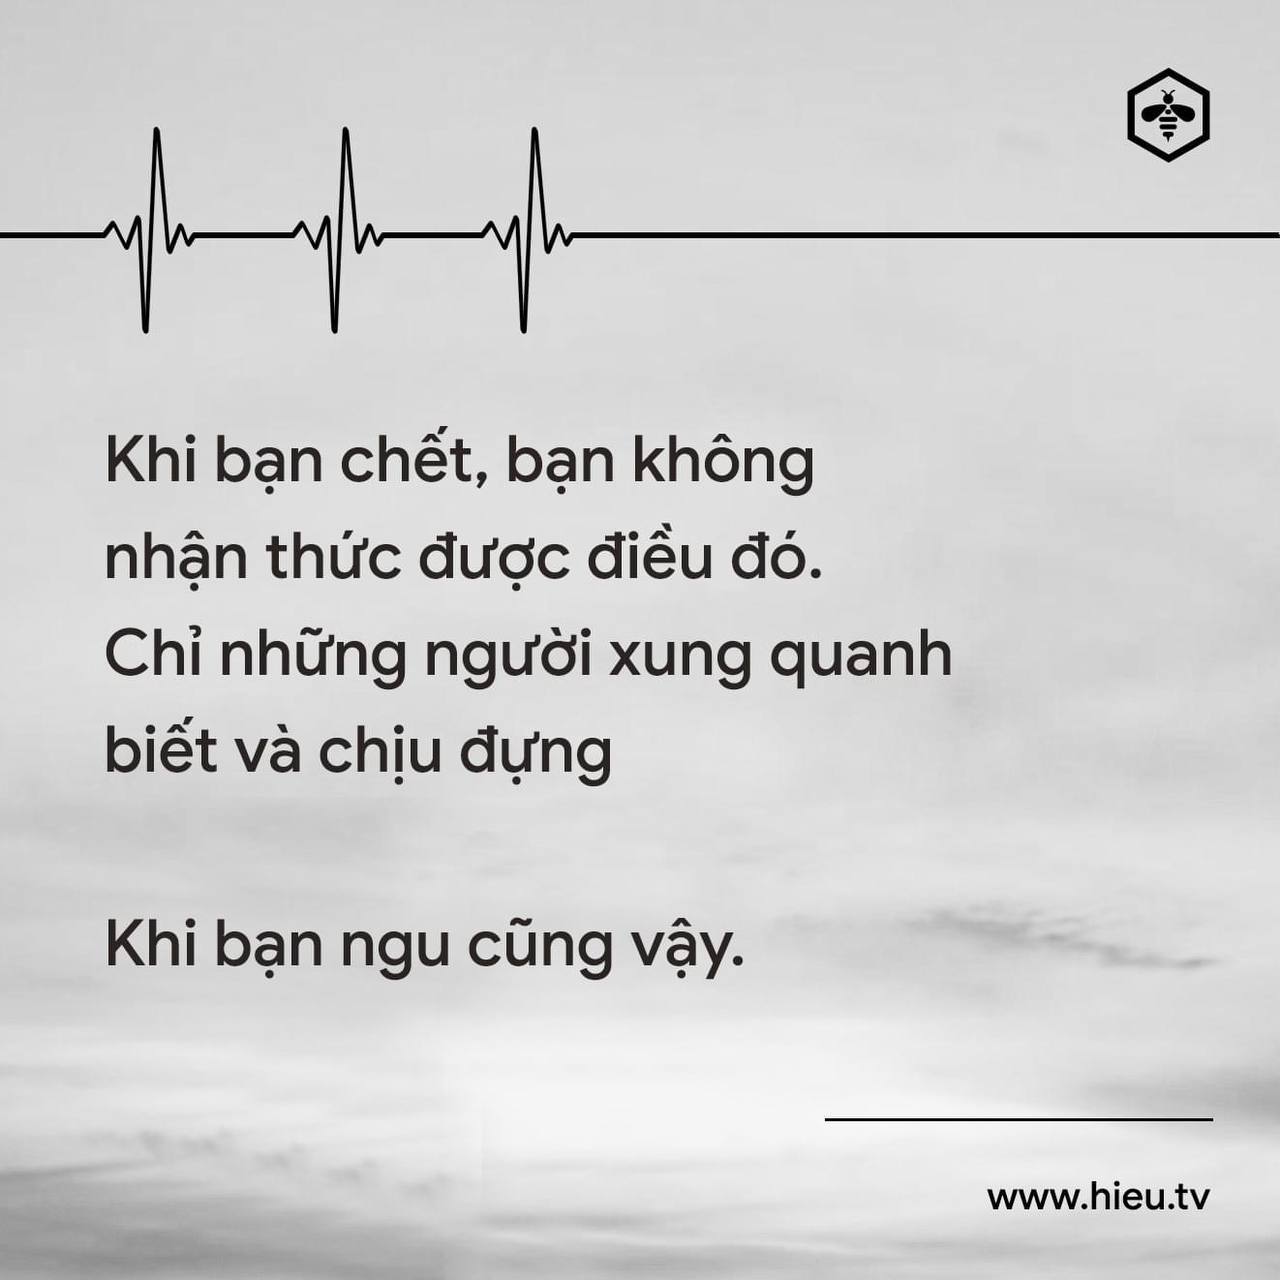 Khi bạn chết, bạn không
nhận thức được điều đó.
Chỉ những người xung quanh
biết và chịu đựng
Khi bạn ngu cũng vậy.
www.hieu.tv